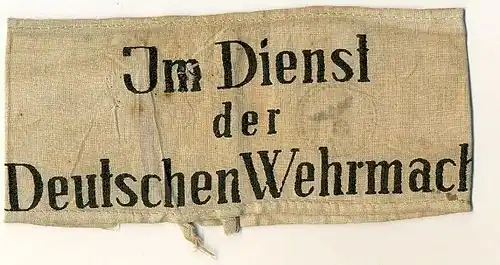 Im Dienst
der
Deutschen Wehrmach